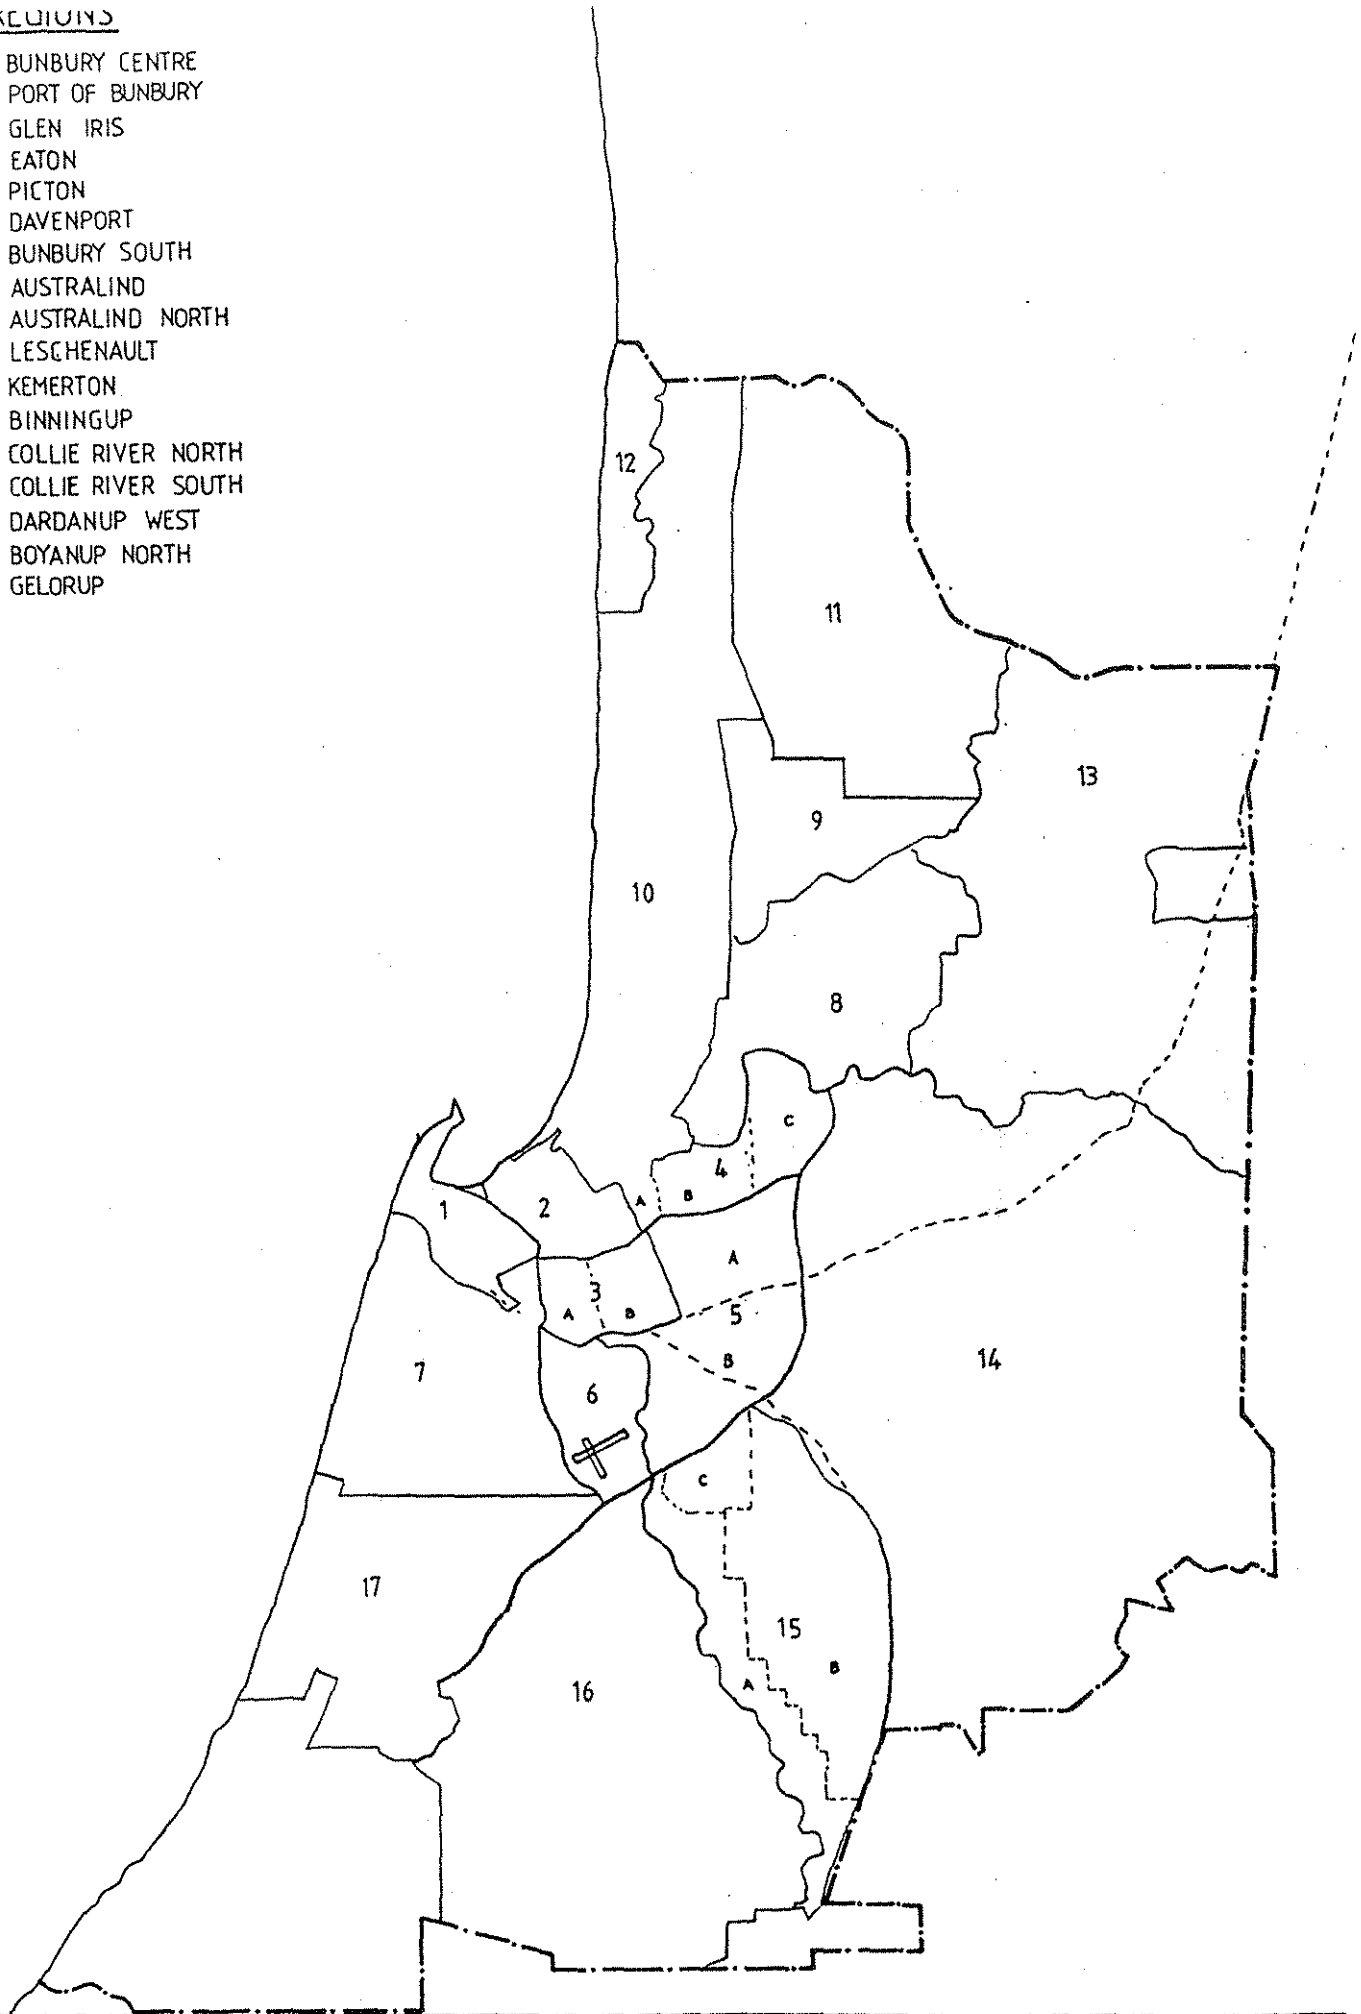 REGIONS
BUNBURY CENTRE
PORT OF BUNBURY
GLEN IRIS
EATON
PICTON
DAVENPORT
BUNBURY SOUTH
AUSTRALIND
AUSTRALIND NORTH
LESCHENAULT
KEMERTON
BINNINGUP
COLLIE RIVER NORTH
COLLIE RIVER SOUTH
DARDANUP WEST
BOYANUP NORTH
GELORUP
12
11
13
9
10
8
C
4
A
B
1
2
A
3
A
B
5
B
7
6
14
C
17
15
B
A
16